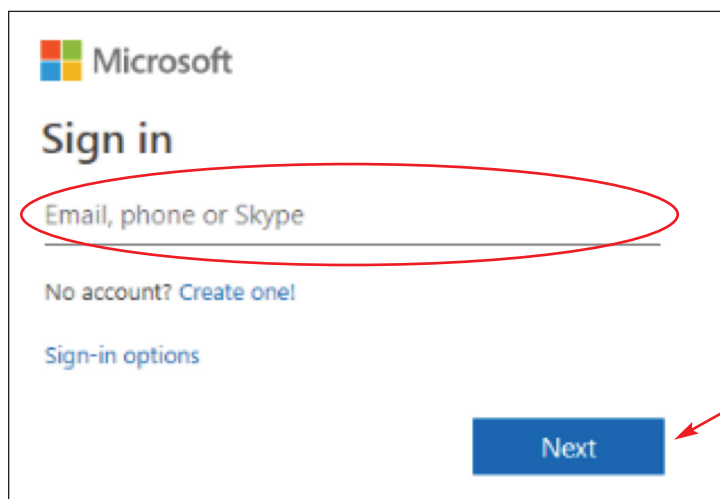 Microsoft
Sign in
Email, phone or Skype
No account? Create one!
Sign-in options
Next